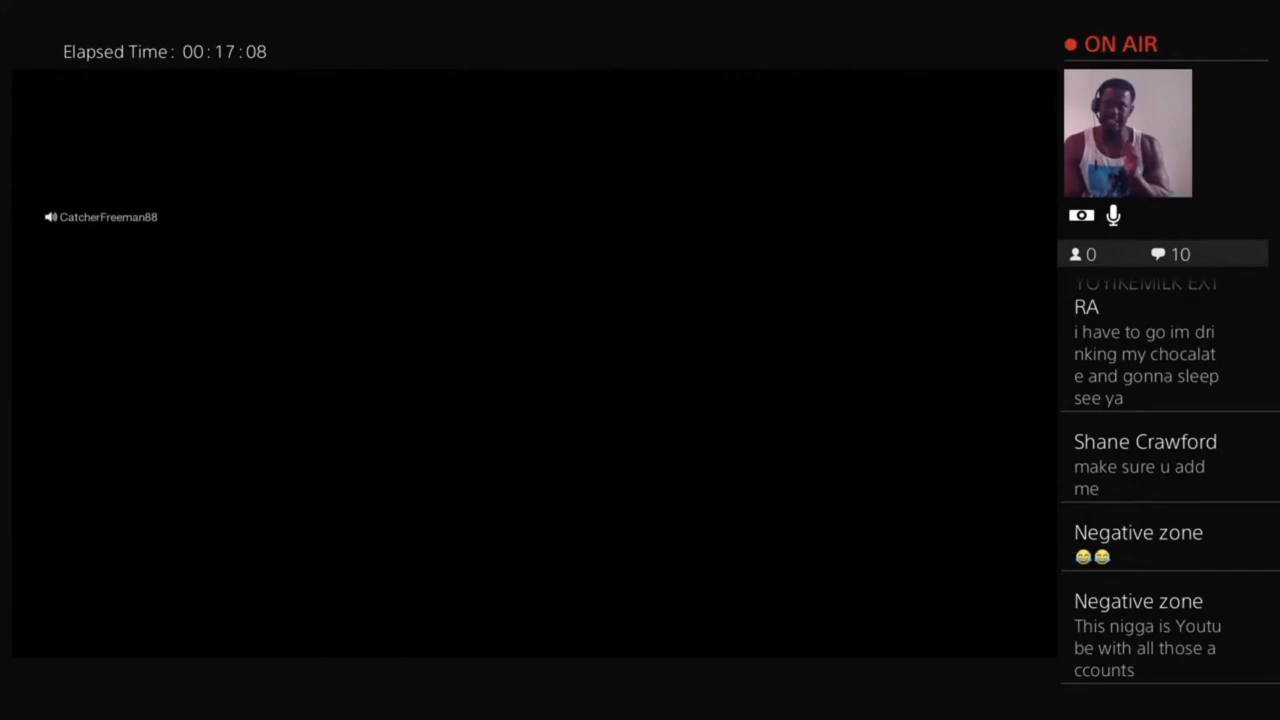 Elapsed Time: 00:17:08
ON AIR
CatcherFreeman88
0 10
YOYIKEMILK EXT
RA
i have to go im dri
nking my chocalat
e and gonna sleep
see ya
Shane Crawford
make sure u add
me
Negative zone
😂😂
Negative zone
This nigga is Youtu
be with all those a
ccounts